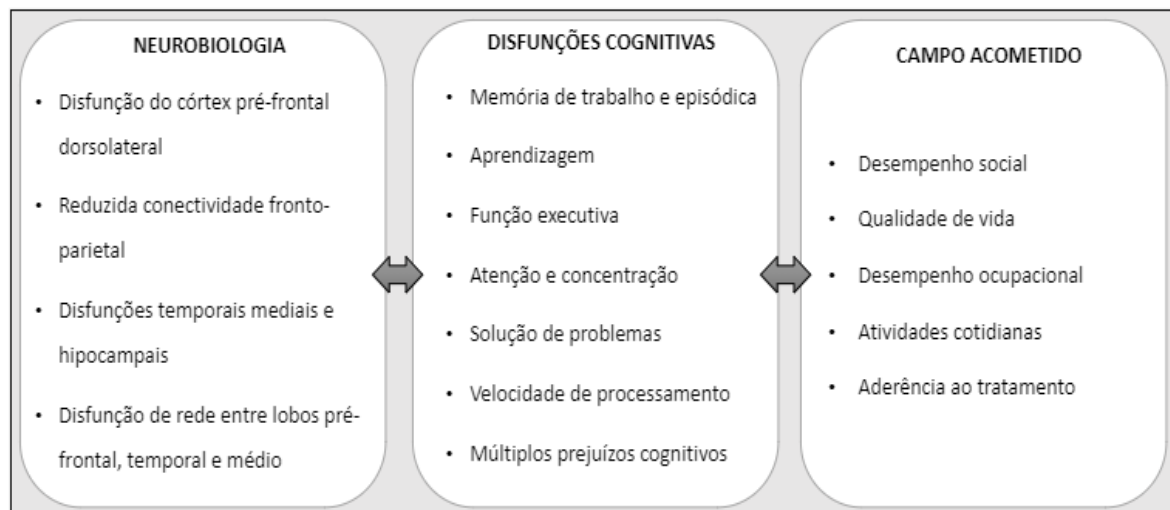 NEUROBIOLOGIA
• Disfunção do córtex pré-frontal
dorsolateral
• Reduzida conectividade fronto-
parietal
• Disfunções temporais mediais e
hipocampais
• Disfunção de rede entre lobos pré-
frontal, temporal e médio
DISFUNÇÕES COGNITIVAS
• Memória de trabalho e episódica
• Aprendizagem
• Função executiva
• Atenção e concentração
• Solução de problemas
• Velocidade de processamento
• Múltiplos prejuízos cognitivos
CAMPO ACOMETIDO
• Desempenho social
• Qualidade de vida
• Desempenho ocupacional
• Atividades cotidianas
• Aderência ao tratamento